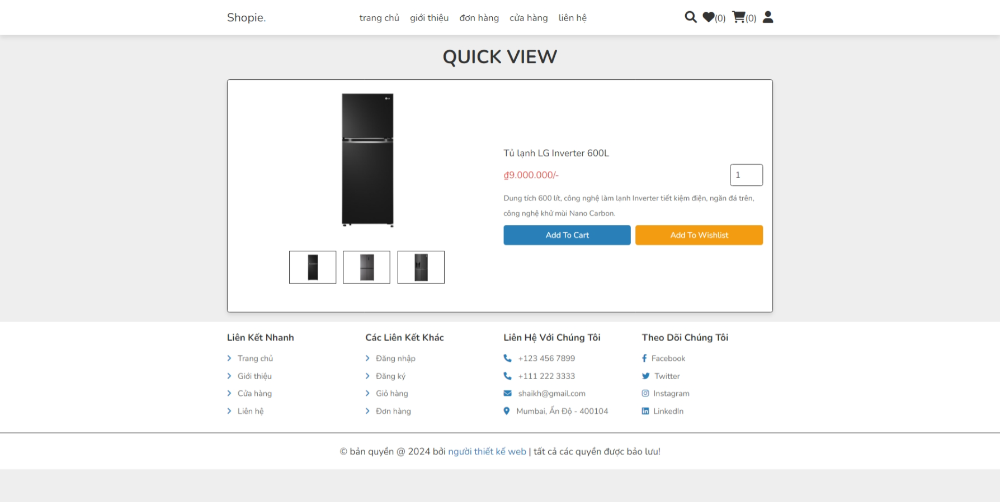 Shopie.
trang chủ giới thiệu đơn hàng cửa hàng liên hệ
(0) (0)
QUICK VIEW
Tủ lạnh LG Inverter 600L
₫9.000.000/-
1
Dung tích 600 lít, công nghệ làm lạnh Inverter tiết kiệm điện, ngăn đá trên,
công nghệ khử mùi Nano Carbon.
Add To Cart
Add To Wishlist
Liên Kết Nhanh
Trang chủ
Giới thiệu
Cửa hàng
Liên hệ
Các Liên Kết Khác
Đăng nhập
Đăng ký
Giỏ hàng
Đơn hàng
Liên Hệ Với Chúng Tôi
+123 456 7899
+111 222 3333
shaikh@gmail.com
Mumbai, Ấn Độ - 400104
Theo Dõi Chúng Tôi
Facebook
Twitter
Instagram
LinkedIn
© bản quyền @ 2024 bởi người thiết kế web | tất cả các quyền được bảo lưu!